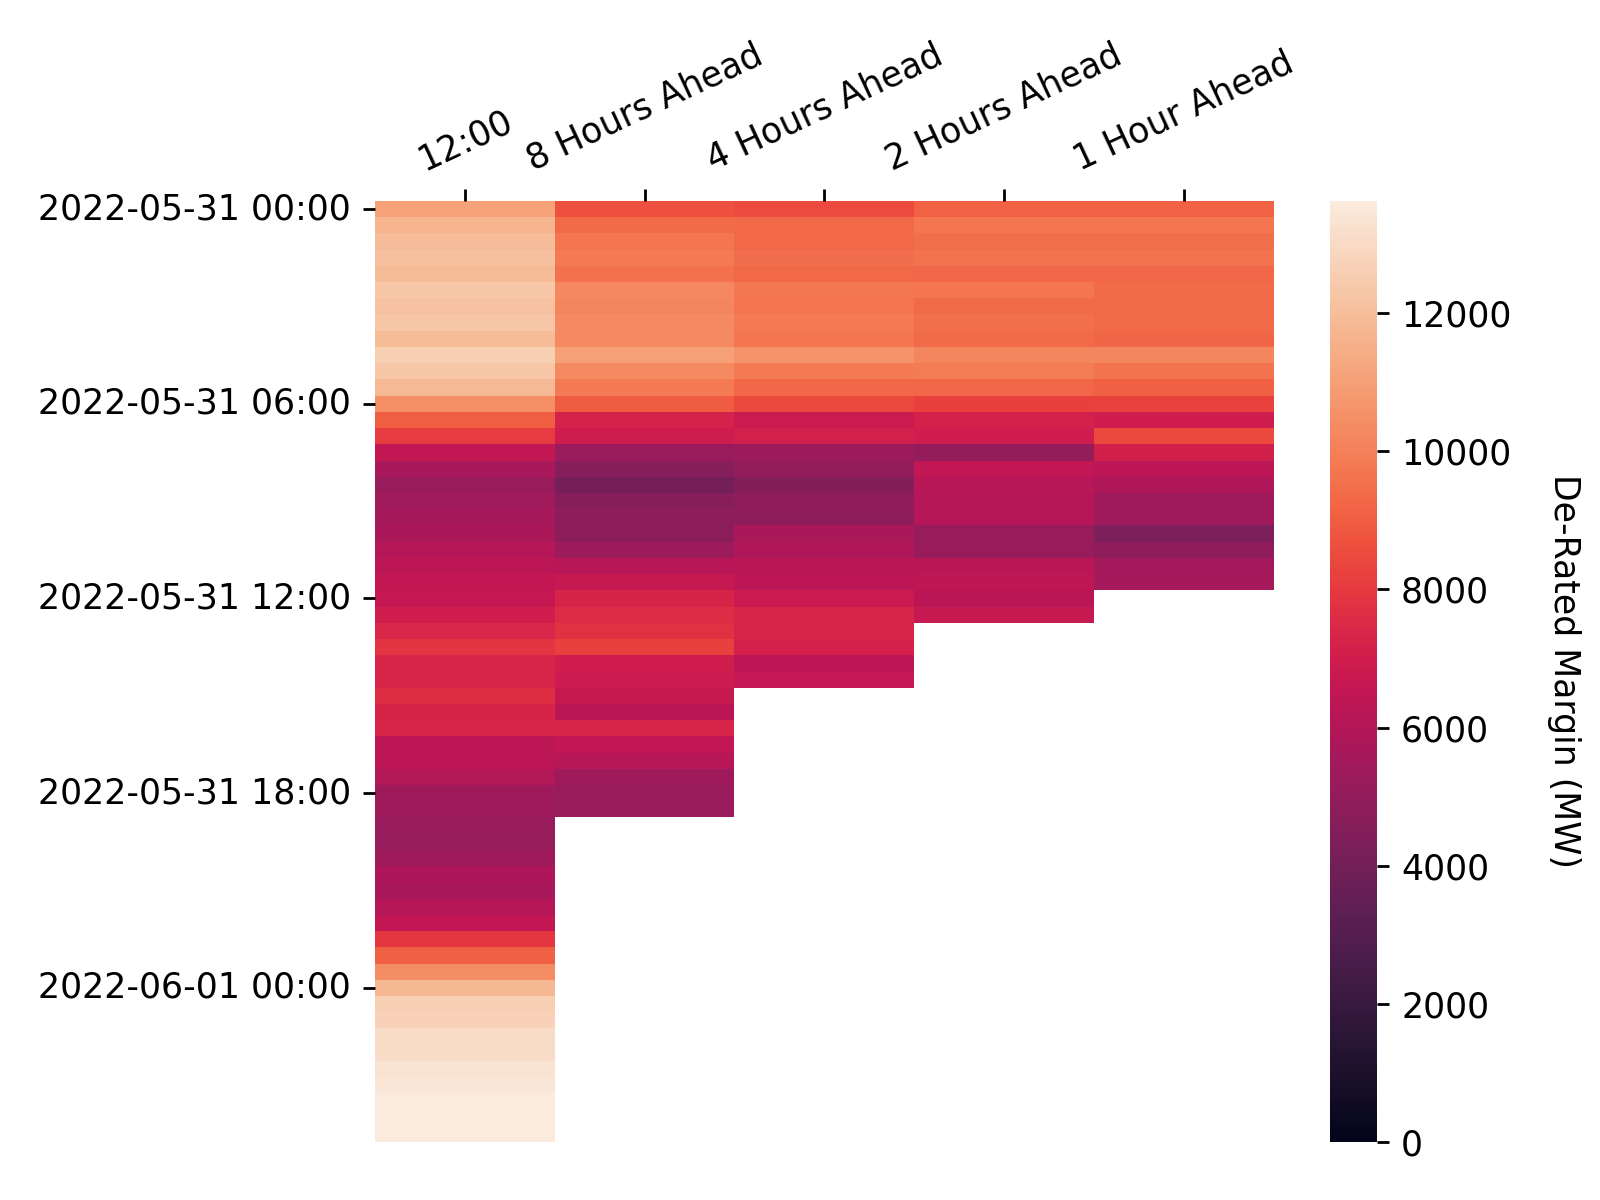 12:00
8 Hours Ahead
4 Hours Ahead
2 Hours Ahead
1 Hour Ahead
2022-05-31 00:00
2022-05-31 06:00
2022-05-31 12:00
2022-05-31 18:00
2022-06-01 00:00
12000
10000
8000
6000
4000
2000
0
De-Rated Margin (MW)